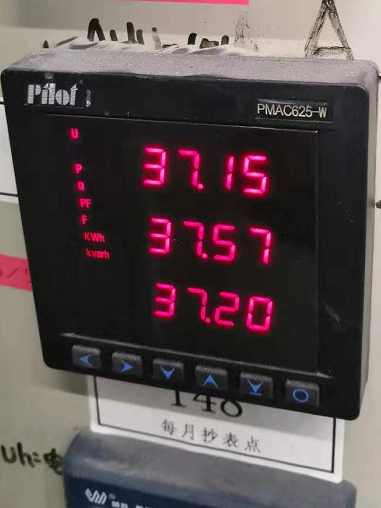 Pilot
PMAC625-W
U
37.15
P
Q
PF
37.57
F
KWh
kvarh
37.20
148
每月抄表点